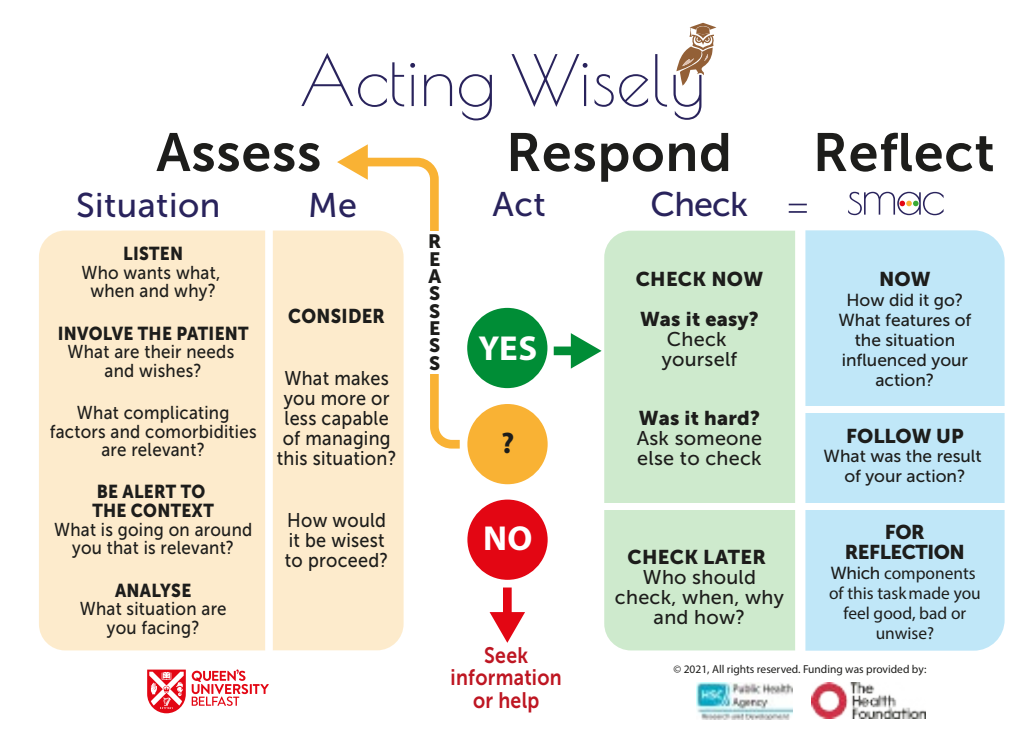 Acting Wisely
Assess
Respond
Reflect
Situation
Me
Act
Check
=
smac
LISTEN
Who wants what,
when and why?
INVOLVE THE PATIENT
What are their needs
and wishes?
What complicating
factors and comorbidities
are relevant?
BE ALERT TO
THE CONTEXT
What is going on around
you that is relevant?
ANALYSE
What situation are
you facing?
CONSIDER
What makes
you more or
less capable
of managing
this situation?
How would
it be wisest
to proceed?
REASSESS
YES
?
NO
Seek
information
or help
CHECK NOW
Was it easy?
Check
yourself
Was it hard?
Ask someone
else to check
CHECK LATER
Who should
check, when, why
and how?
NOW
How did it go?
What features of
the situation
influenced your
action?
FOLLOW UP
What was the result
of your action?
FOR
REFLECTION
Which components
of this task made you
feel good, bad or
unwise?
QUEEN'S
UNIVERSITY
BELFAST
© 2021, All rights reserved. Funding was provided by:
HSC Public Health
Agency
Research and Development
The
Health
Foundation